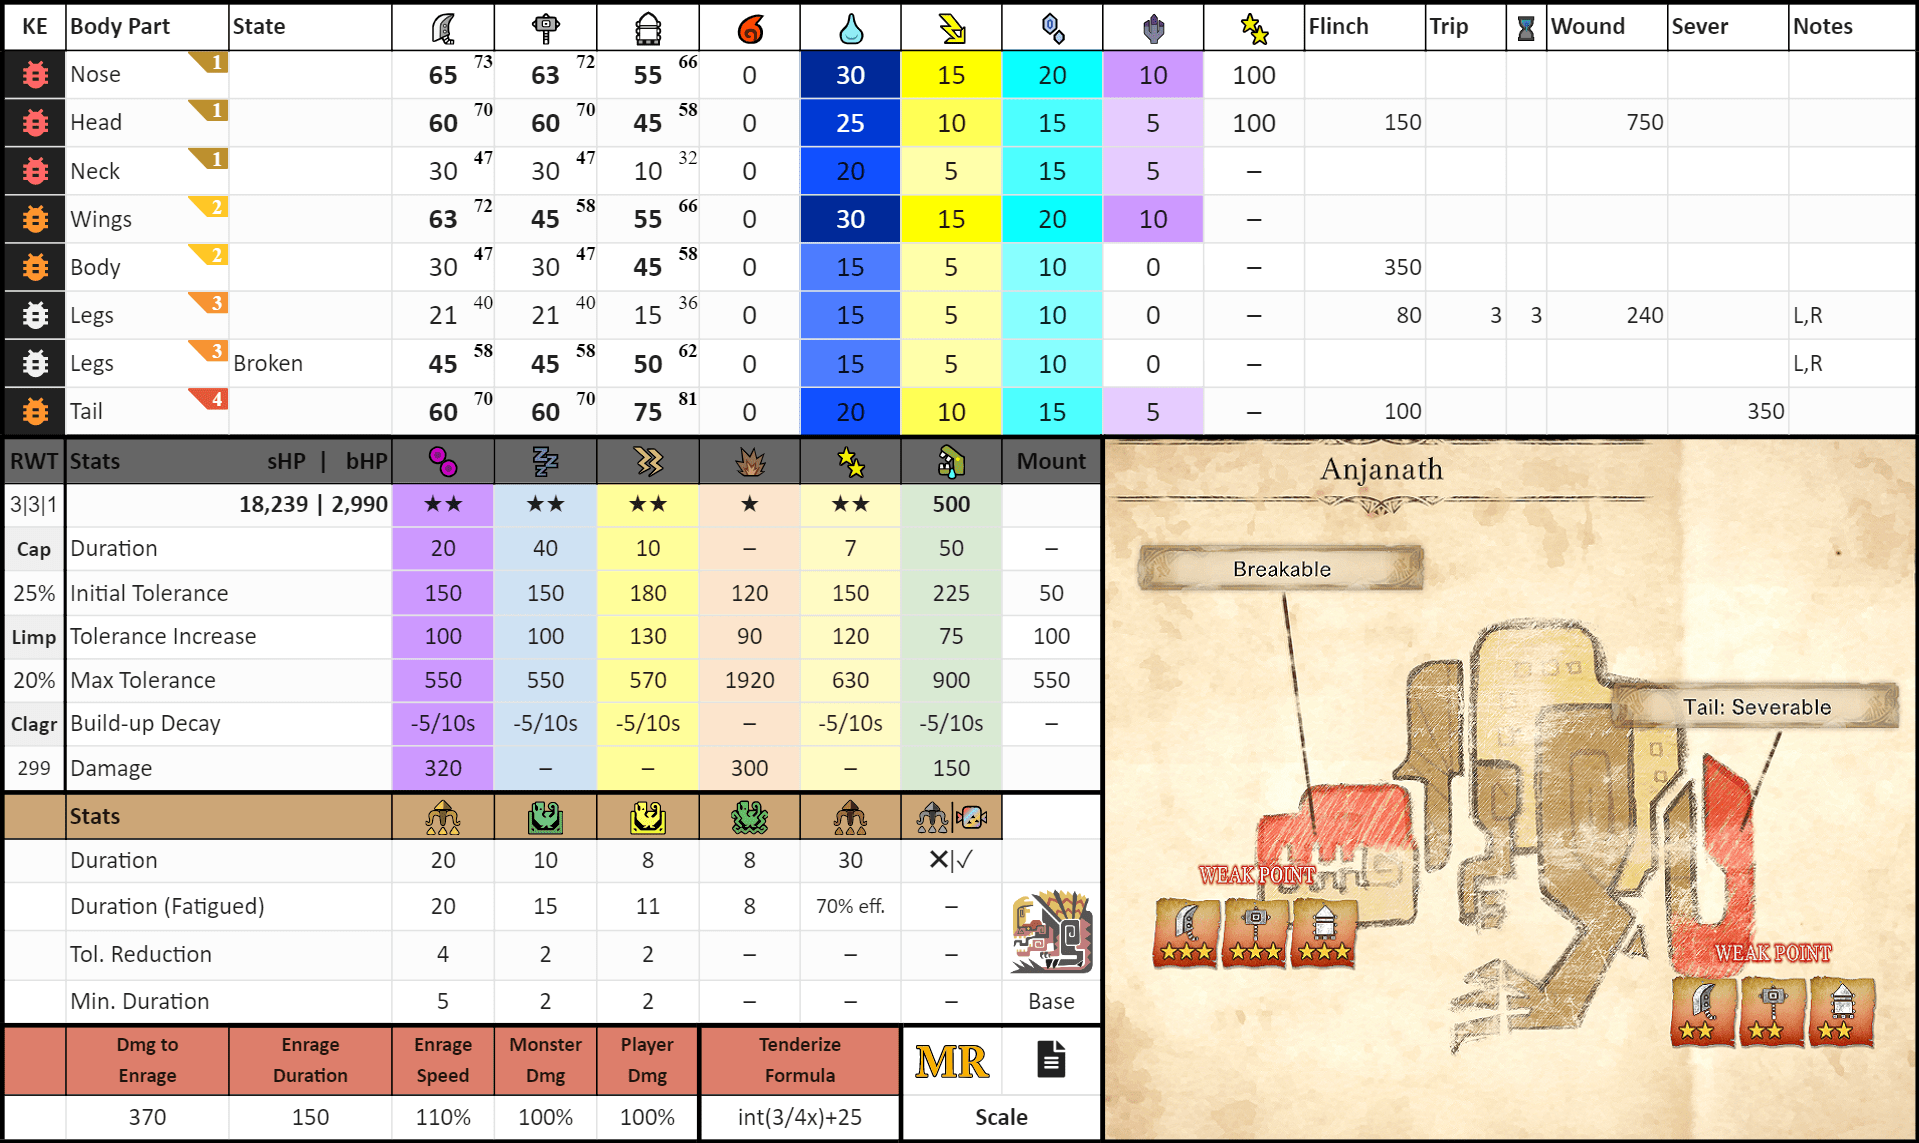 KE Body Part State Flinch Trip Wound Sever Notes
Nose 1 65 73 63 72 55 66 0 30 15 20 10 100
Head 1 60 70 60 70 45 58 0 25 10 15 5 100 150 750
Neck 1 30 47 30 47 10 32 0 20 5 15 5 –
Wings 2 63 72 45 58 55 66 0 30 15 20 10 –
Body 2 30 47 30 47 45 58 0 15 5 10 0 – 350
Legs 3 21 40 21 40 15 36 0 15 5 10 0 – 80 3 3 240 L,R
Legs 3 Broken 45 58 45 58 50 62 0 15 5 10 0 – L,R
Tail 4 60 70 60 70 75 81 0 20 10 15 5 – 100 350
RWT Stats sHP | bHP Mount
3|3|1 18,239 | 2,990 ★★ ★★ ★★ ★ ★★ 500
Cap Duration 20 40 10 – 7 50 –
25% Initial Tolerance 150 150 180 120 150 225 50
Limp Tolerance Increase 100 100 130 90 120 75 100
20% Max Tolerance 550 550 570 1920 630 900 550
Clagr Build-up Decay -5/10s -5/10s -5/10s – -5/10s -5/10s –
299 Damage 320 – – 300 – 150
Stats
Duration 20 10 8 8 30 ✕|✓
Duration (Fatigued) 20 15 11 8 70% eff. –
Tol. Reduction 4 2 2 – – –
Min. Duration 5 2 2 – – – Base
Dmg to Enrage
Enrage Duration
Enrage Speed
Monster Dmg
Player Dmg
Tenderize Formula
MR
370 150 110% 100% 100% int(3/4x)+25 Scale
Anjanath
Breakable
Tail: Severable
WEAK POINT
WEAK POINT